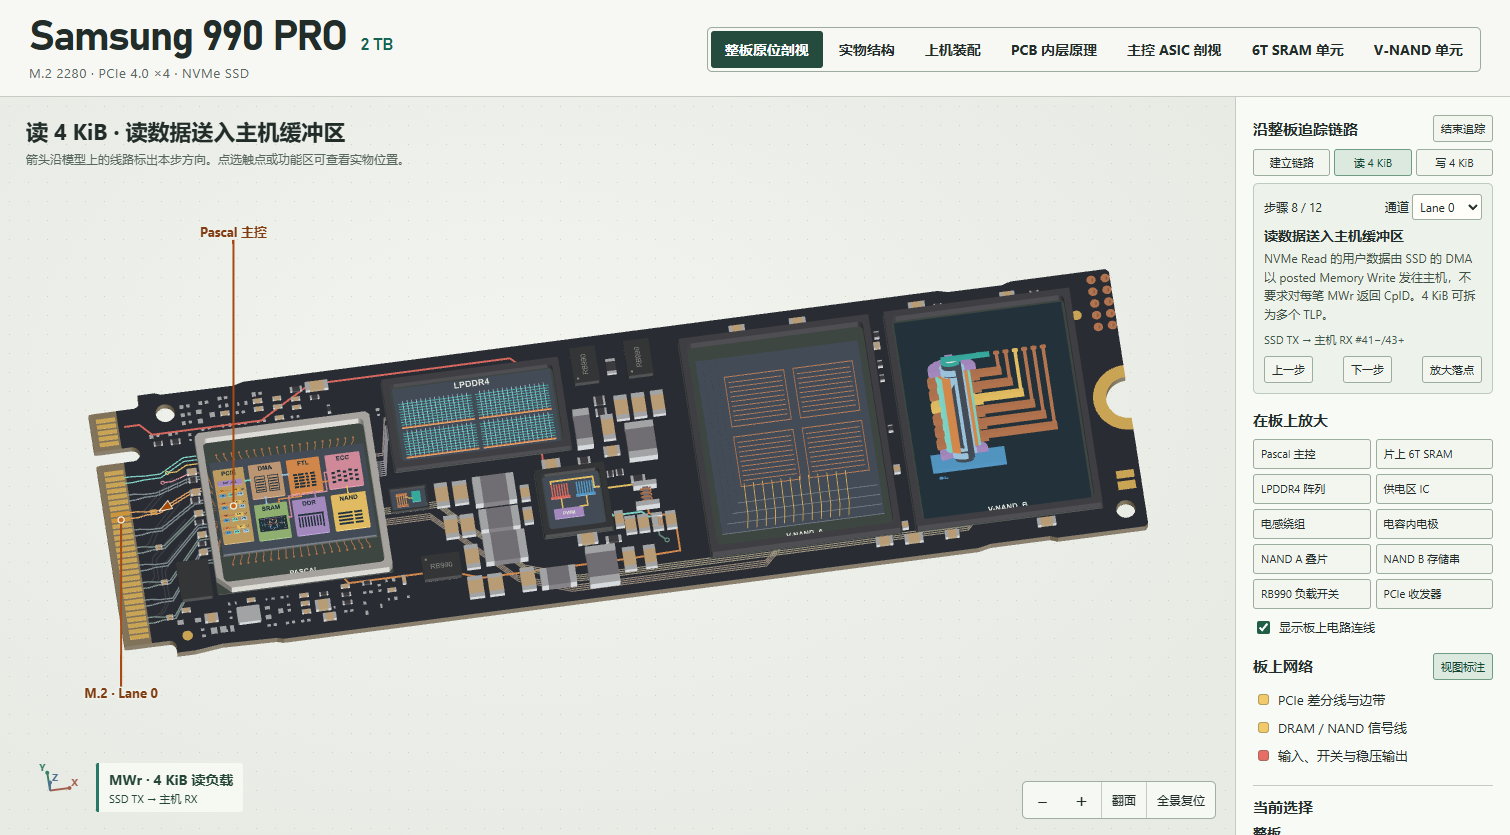 Samsung 990 PRO 2 TB
M.2 2280 · PCIe 4.0 ×4 · NVMe SSD
整板原位剖视
实物结构
上机装配
PCB 内层原理
主控 ASIC 剖视
6T SRAM 单元
V-NAND 单元
读 4 KiB · 读数据送入主机缓冲区
箭头沿模型上的线路标出本步方向。点选触点或功能区可查看实物位置。
Pascal 主控
LPDDR4
RB990
RB990
PCIE
DMA
FTL
ECC
SRAM
DDR
NAND
PASCAL
RB990
V-NAND A
V-NAND B
M.2 · Lane 0
Y
Z
X
MWr · 4 KiB 读负载
SSD TX → 主机 RX
−
+
翻面
全景复位
沿整板追踪链路
结束追踪
建立链路
读 4 KiB
写 4 KiB
步骤 8 / 12
通道
Lane 0
读数据送入主机缓冲区
NVMe Read 的用户数据由 SSD 的 DMA
以 posted Memory Write 发往主机，不
要求对每笔 MWr 返回 CplD。4 KiB 可拆
为多个 TLP。
SSD TX → 主机 RX #41−/43+
上一步
下一步
放大落点
在板上放大
Pascal 主控
片上 6T SRAM
LPDDR4 阵列
供电区 IC
电感绕组
电容内电极
NAND A 叠片
NAND B 存储串
RB990 负载开关
PCIe 收发器
显示板上电路连线
板上网络
视图标注
PCIe 差分线与边带
DRAM / NAND 信号线
输入、开关与稳压输出
当前选择
整板